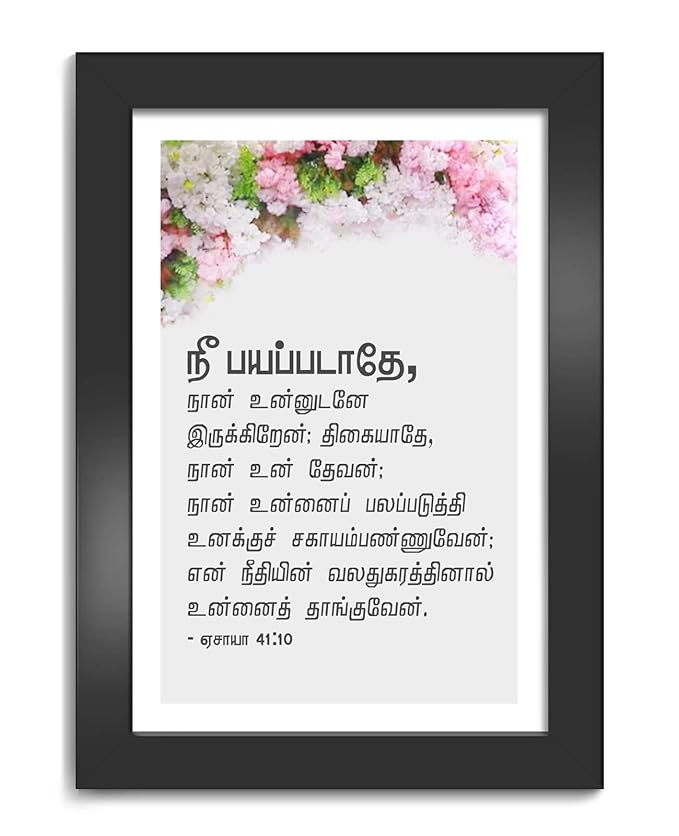 நீ பயப்படாதே,
நான் உன்னுடனே
இருக்கிறேன்; திகையாதே,
நான் உன் தேவன்;
நான் உன்னைப் பலப்படுத்தி
உனக்குச் சகாயம்பண்ணுவேன்;
என் நீதியின் வலதுகரத்தினால்
உன்னைத் தாங்குவேன்.
- ஏசாயா 41:10